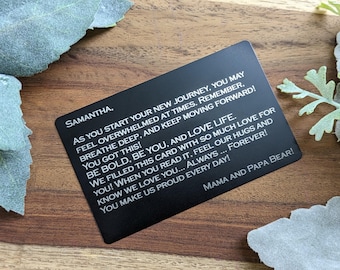 Samantha,
As you start your new journey, you may
feel overwhelmed at times. Remember:
breathe deep, and keep moving forward!
You got this!
Be bold, Be you, and love life.
We filled this card with so much love for
you! When you read it, feel our hugs and
know we love you... Always ... Forever!
You make us proud every day!
Mama and Papa Bear!